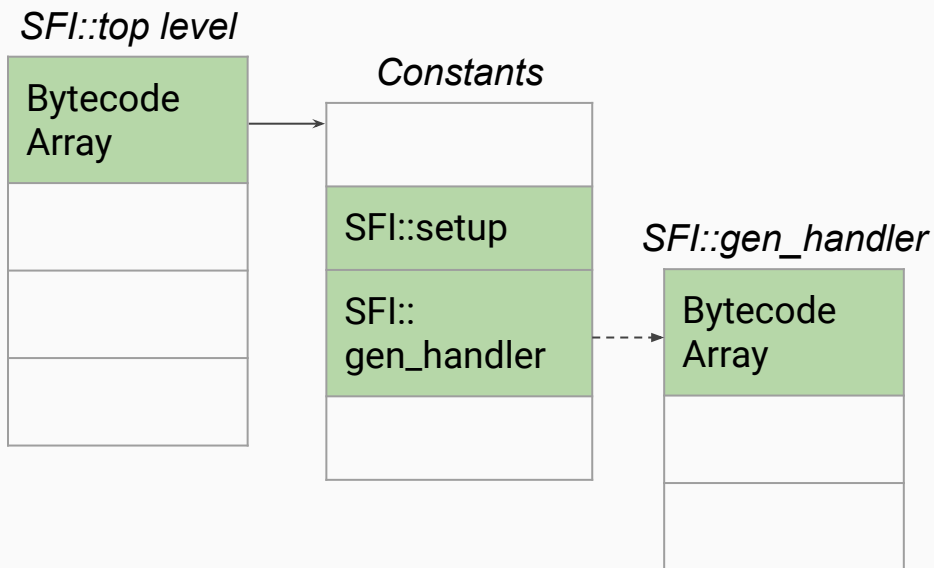 SFI::top level
Bytecode
Array
Constants
SFI::setup
SFI::
gen_handler
SFI::gen_handler
Bytecode
Array